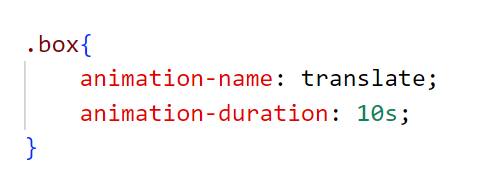 .box{
    animation-name: translate;
    animation-duration: 10s;
}